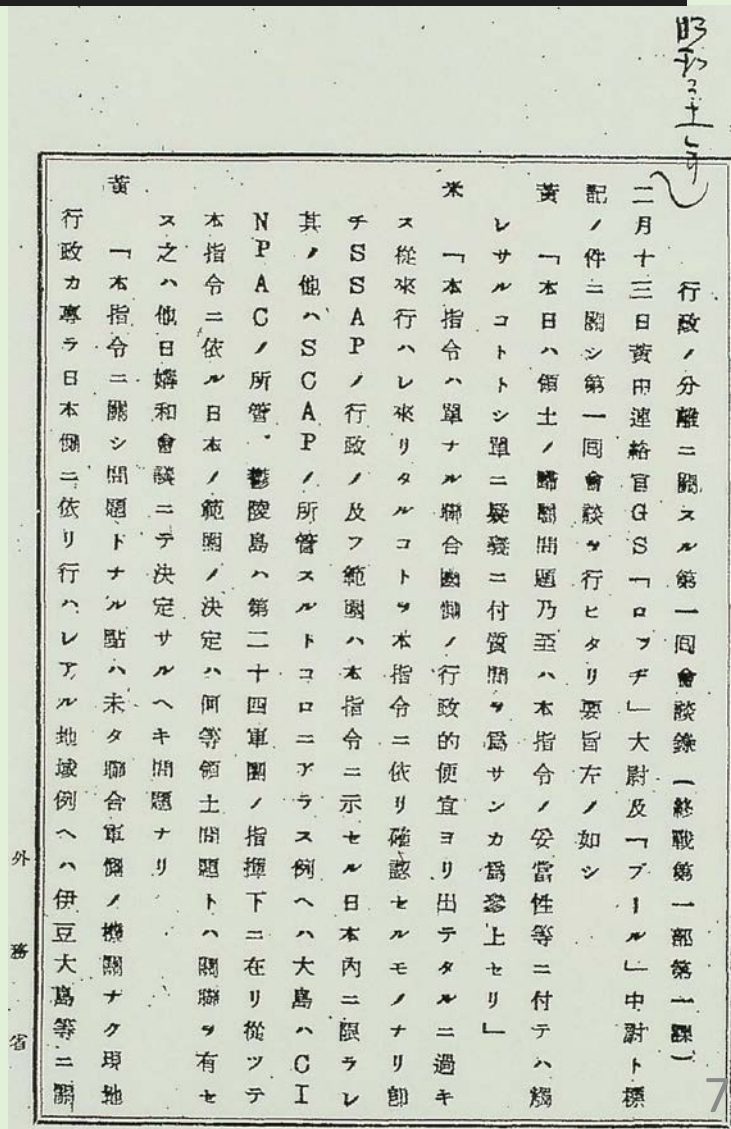 昭和二十一年
行政ノ分離ニ關スル第一囘會談錄（終戰第一部第一課）
二月十三日黃田連絡官GS「ロッヂ」大尉及「プール」中尉ト標
記ノ件ニ關シ第一囘會談ヲ行ヒタリ要旨左ノ如シ
黃 「本日ハ領土ノ歸屬問題乃至ハ本指令ノ妥當性等ニ付テハ觸
レサルコトトシ單ニ疑義ニ付質問ヲ爲サンカ爲參上セリ」
米 「本指令ハ單ナル聯合國側ノ行政的便宜ヨリ出テタルニ過キ
ス從來行ハレ來リタルコトヲ本指令ニ依リ確認セルモノナリ卽
チSSAPノ行政ノ及フ範圍ハ本指令ニ示セル日本內ニ限ラレ
其ノ他ハSCAPノ所管スルトコロニアラス例ヘハ大島ハCI
NPACノ所管、鬱陵島ハ第二十四軍團ノ指揮下ニ在リ從ツテ
本指令ニ依ル日本ノ範圍ノ決定ハ何等領土問題トハ關聯ヲ有セ
ス之ハ他日媾和會議ニテ決定サルヘキ問題ナリ
黃 「本指令ニ關シ問題トナル點ハ未タ聯合軍側ノ機關ナク現地
行政カ專ラ日本側ニ依リ行ハレアル地域例ヘハ伊豆大島等ニ關
外務省
7